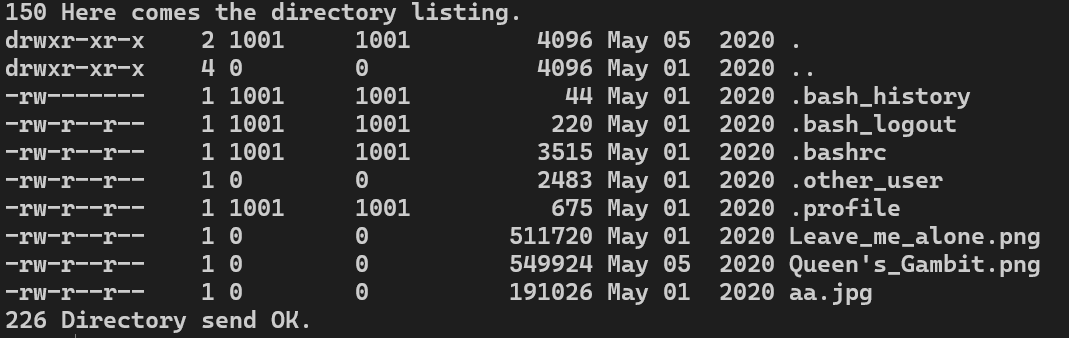 150 Here comes the directory listing.
drwxr-xr-x    2 1001     1001         4096 May 05  2020 .
drwxr-xr-x    4 0        0            4096 May 01  2020 ..
-rw-------    1 1001     1001           44 May 01  2020 .bash_history
-rw-r--r--    1 1001     1001          220 May 01  2020 .bash_logout
-rw-r--r--    1 1001     1001         3515 May 01  2020 .bashrc
-rw-r--r--    1 0        0            2483 May 01  2020 .other_user
-rw-r--r--    1 1001     1001          675 May 01  2020 .profile
-rw-r--r--    1 0        0          511720 May 01  2020 Leave_me_alone.png
-rw-r--r--    1 0        0          549924 May 05  2020 Queen's_Gambit.png
-rw-r--r--    1 0        0          191026 May 01  2020 aa.jpg
226 Directory send OK.